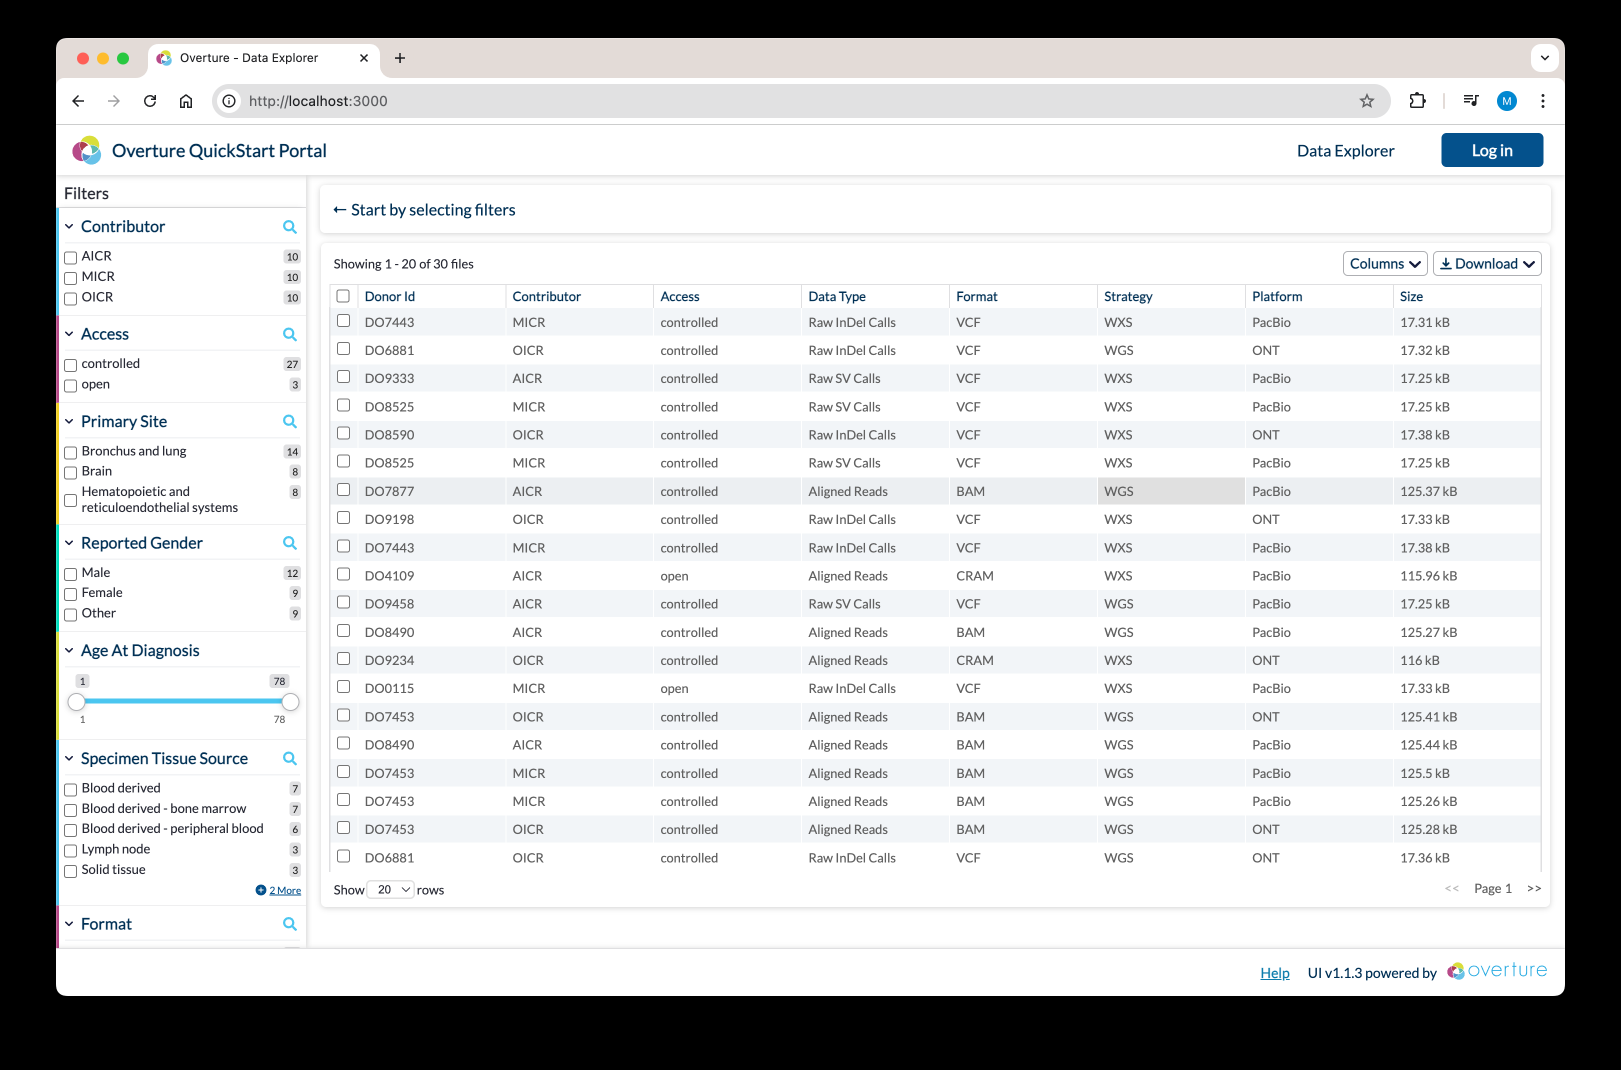 Overture - Data Explorer
http://localhost:3000
M
Overture QuickStart Portal
Data Explorer
Log in
Filters
Contributor
AICR 10
MICR 10
OICR 10
Access
controlled 27
open 3
Primary Site
Bronchus and lung 14
Brain 8
Hematopoietic and 8
reticuloendothelial systems
Reported Gender
Male 12
Female 9
Other 9
Age At Diagnosis
1 78
1 78
Specimen Tissue Source
Blood derived 7
Blood derived - bone marrow 7
Blood derived - peripheral blood 6
Lymph node 3
Solid tissue 3
2 More
Format
← Start by selecting filters
Showing 1 - 20 of 30 files
Columns
Download
Donor Id Contributor Access Data Type Format Strategy Platform Size
DO7443 MICR controlled Raw InDel Calls VCF WXS PacBio 17.31 kB
DO6881 OICR controlled Raw InDel Calls VCF WGS ONT 17.32 kB
DO9333 AICR controlled Raw SV Calls VCF WXS PacBio 17.25 kB
DO8525 MICR controlled Raw SV Calls VCF WXS PacBio 17.25 kB
DO8590 OICR controlled Raw InDel Calls VCF WXS ONT 17.38 kB
DO8525 MICR controlled Raw SV Calls VCF WXS PacBio 17.25 kB
DO7877 AICR controlled Aligned Reads BAM WGS PacBio 125.37 kB
DO9198 OICR controlled Raw InDel Calls VCF WXS ONT 17.33 kB
DO7443 MICR controlled Raw InDel Calls VCF WXS PacBio 17.38 kB
DO4109 AICR open Aligned Reads CRAM WXS PacBio 115.96 kB
DO9458 AICR controlled Raw SV Calls VCF WGS PacBio 17.25 kB
DO8490 AICR controlled Aligned Reads BAM WGS PacBio 125.27 kB
DO9234 OICR controlled Aligned Reads CRAM WXS ONT 116 kB
DO0115 MICR open Raw InDel Calls VCF WXS PacBio 17.33 kB
DO7453 OICR controlled Aligned Reads BAM WGS ONT 125.41 kB
DO8490 AICR controlled Aligned Reads BAM WGS PacBio 125.44 kB
DO7453 MICR controlled Aligned Reads BAM WGS PacBio 125.5 kB
DO7453 MICR controlled Aligned Reads BAM WGS PacBio 125.26 kB
DO7453 OICR controlled Aligned Reads BAM WGS ONT 125.28 kB
DO6881 OICR controlled Raw InDel Calls VCF WGS ONT 17.36 kB
Show 20 rows
<< Page 1 >>
Help
UI v1.1.3 powered by
overture